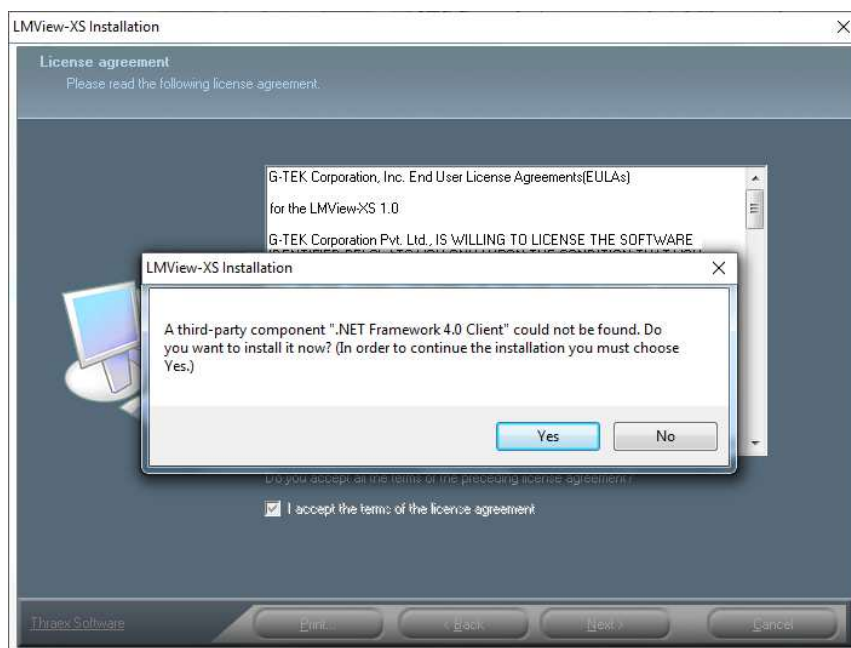 LMView-XS Installation
License agreement
Please read the following license agreement.
G-TEK Corporation, Inc. End User License Agreements(EULAs)
for the LMView-XS 1.0
G-TEK Corporation Pvt. Ltd., IS WILLING TO LICENSE THE SOFTWARE
LMView-XS Installation
A third-party component ".NET Framework 4.0 Client" could not be found. Do
you want to install it now? (In order to continue the installation you must choose
Yes.)
Yes No
Do you accept all the terms of the preceding license agreement?
I accept the terms of the license agreement
Thraex Software Print... < Back Next > Cancel